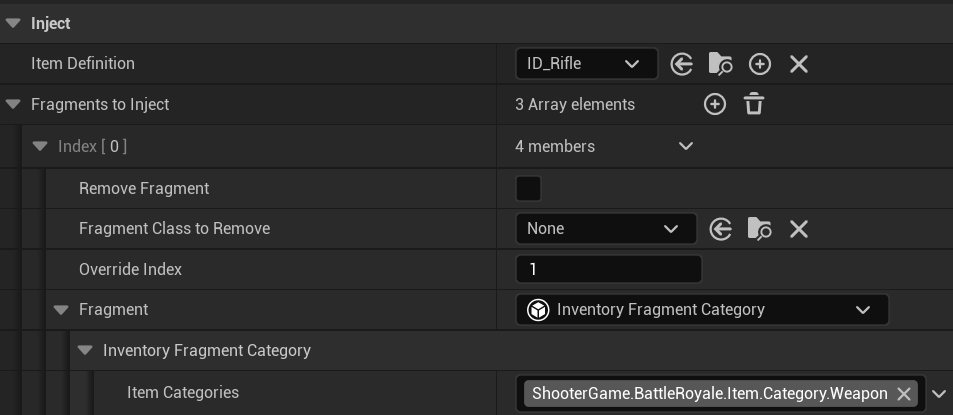 Inject
Item Definition ID_Rifle
Fragments to Inject 3 Array elements
Index [ 0 ] 4 members
Remove Fragment
Fragment Class to Remove None
Override Index 1
Fragment Inventory Fragment Category
Inventory Fragment Category
Item Categories ShooterGame.BattleRoyale.Item.Category.Weapon